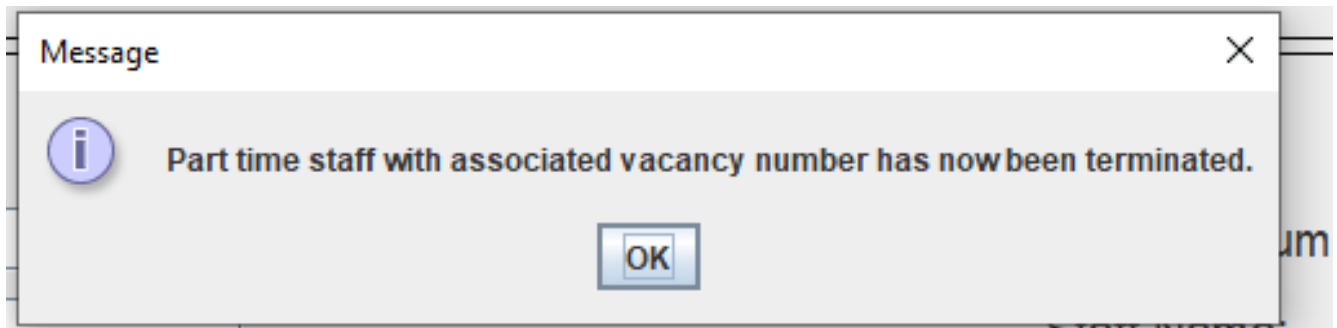 Message
Part time staff with associated vacancy number has now been terminated.
OK